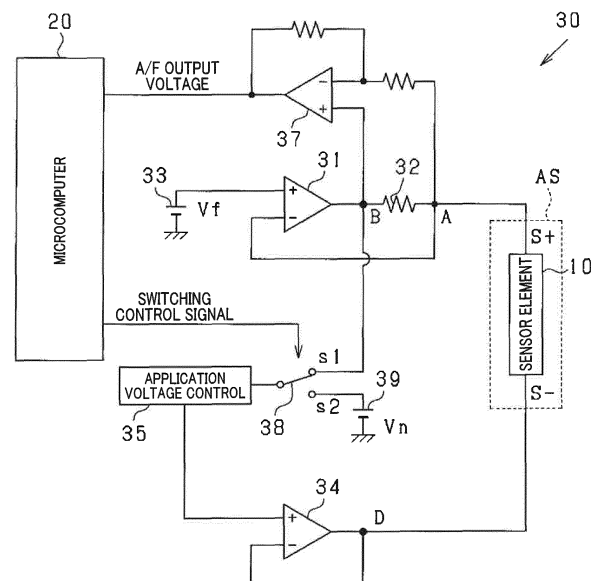 20
30
A/F OUTPUT
VOLTAGE
-
+
37
31
32
33
+
-
Vf
B
A
AS
S+
10
MICROCOMPUTER
SENSOR ELEMENT
S-
SWITCHING
CONTROL SIGNAL
s1
APPLICATION
VOLTAGE CONTROL
s2
39
35
38
Vn
34
+
-
D